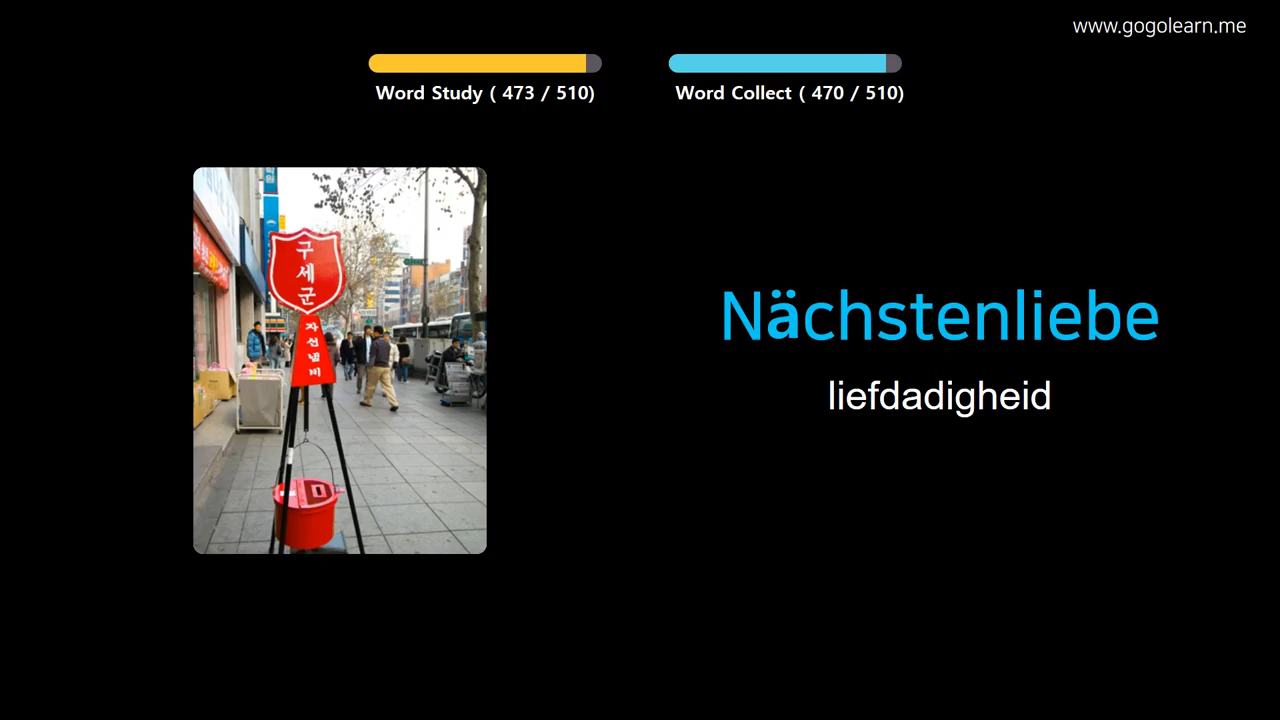 www.gogolearn.me
Word Study ( 473 / 510)
Word Collect ( 470 / 510)
구
세
군
자
선
냄
비
Nächstenliebe
liefdadigheid